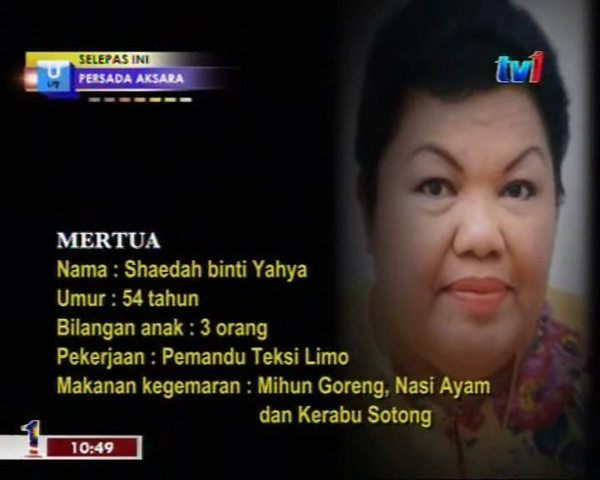 SELEPAS INI
PERSADA AKSARA
tv1
MERTUA
Nama : Shaedah binti Yahya
Umur : 54 tahun
Bilangan anak : 3 orang
Pekerjaan : Pemandu Teksi Limo
Makanan kegemaran : Mihun Goreng, Nasi Ayam
dan Kerabu Sotong
1
10:49